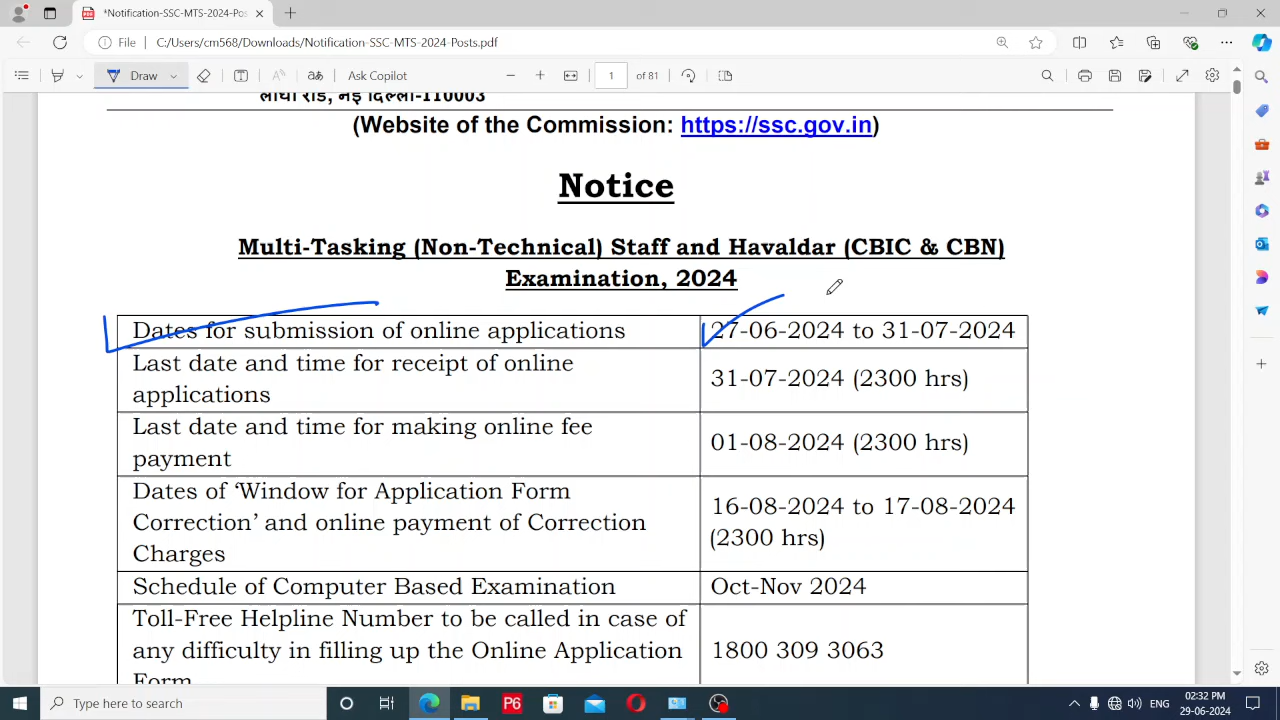 *Notification-SSC-MTS-2024-Pos
File
C:/Users/cm568/Downloads/Notification-SSC-MTS-2024-Posts.pdf
Draw
Ask Copilot
1
of 81
(Website of the Commission: https://ssc.gov.in)
Notice
Multi-Tasking (Non-Technical) Staff and Havaldar (CBIC & CBN)
Examination, 2024
Dates for submission of online applications
27-06-2024 to 31-07-2024
Last date and time for receipt of online
applications
31-07-2024 (2300 hrs)
Last date and time for making online fee
payment
01-08-2024 (2300 hrs)
Dates of ‘Window for Application Form
Correction’ and online payment of Correction
Charges
16-08-2024 to 17-08-2024
(2300 hrs)
Schedule of Computer Based Examination
Oct-Nov 2024
Toll-Free Helpline Number to be called in case of
any difficulty in filling up the Online Application
Form
1800 309 3063
Type here to search
P6
ENG
02:32 PM
29-06-2024